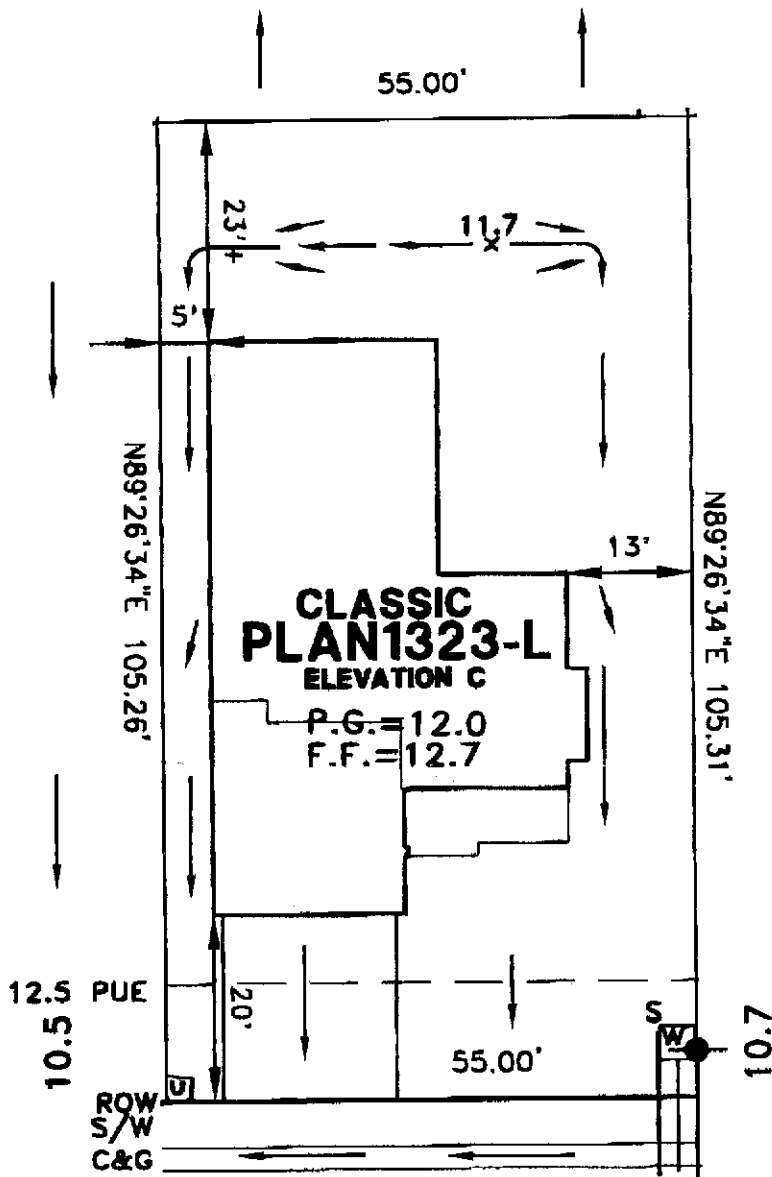 55.00'
23'+
11.7
X
5'
N89°26'34"E 105.26'
13'
N89°26'34"E 105.31'
CLASSIC
PLAN1323-L
ELEVATION C
P.G.=12.0
F.F.=12.7
12.5 PUE
10.5
20'
S
W
10.7
55.00'
U
ROW
S/W
C&G